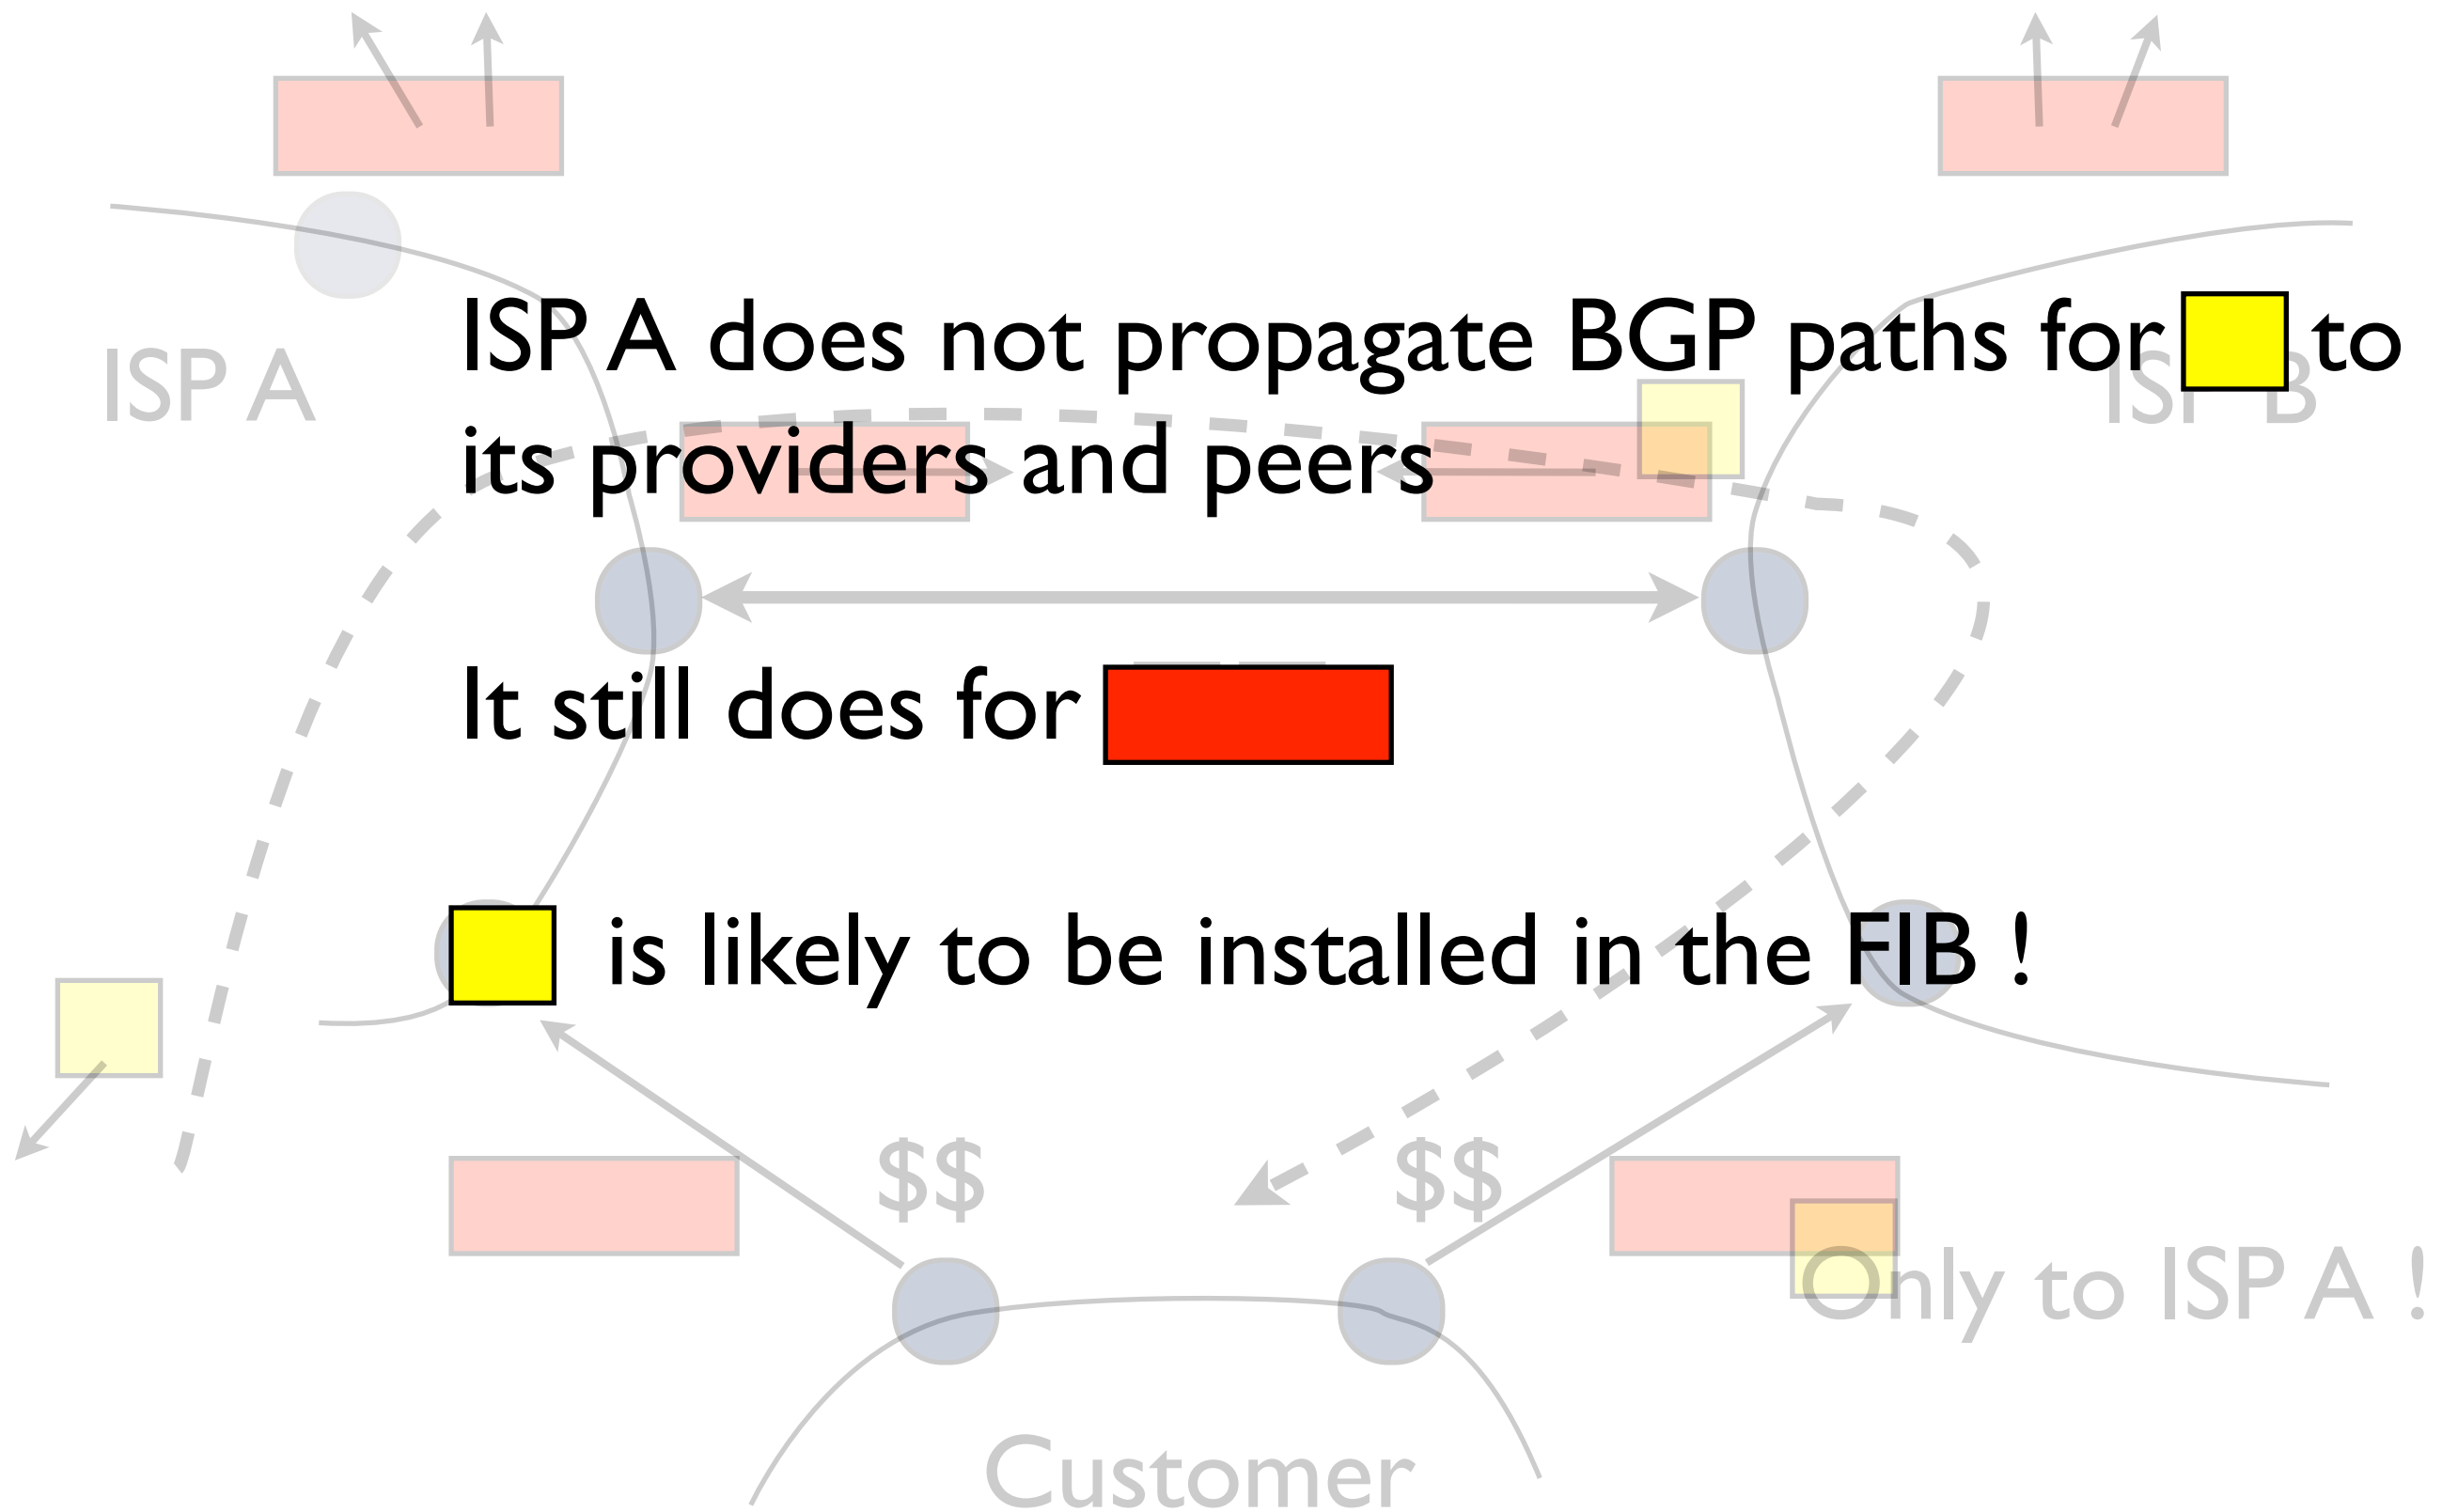 ISP A does not propagate BGP paths for to
its providers and peers
ISP A
ISP B
It still does for
is likely to be installed in the FIB !
$$
$$
Only to ISP A !
Customer